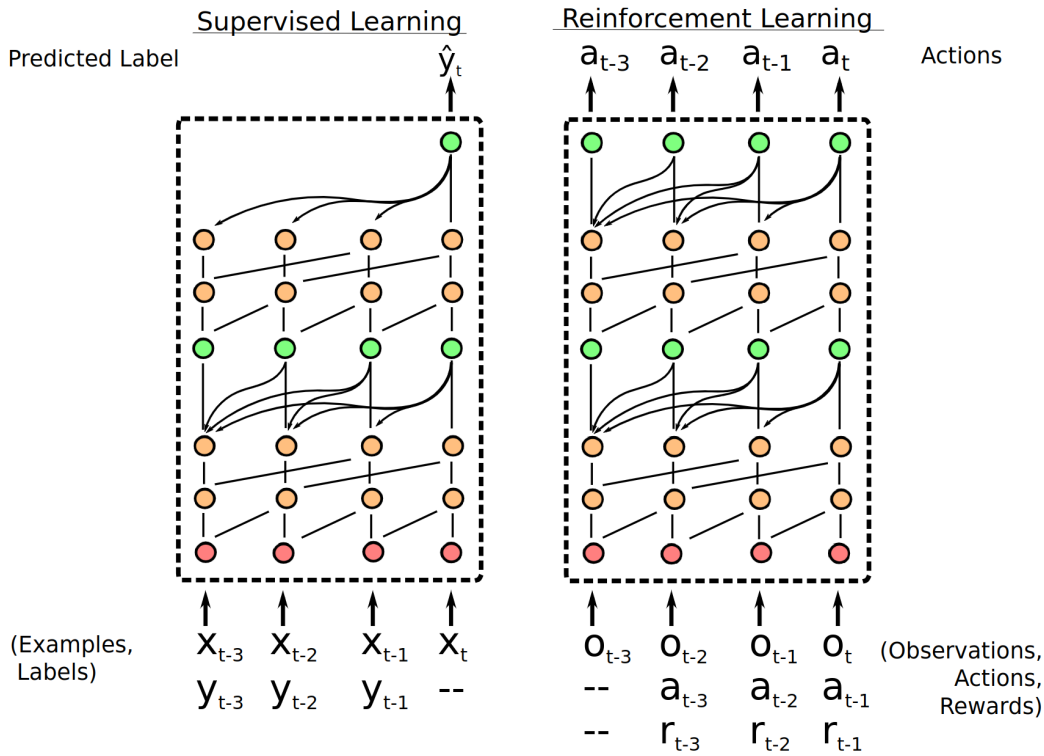 Supervised Learning
Reinforcement Learning
Predicted Label
ŷt
at-3 at-2 at-1 at
Actions
(Examples,
Labels)
xt-3 xt-2 xt-1 xt
yt-3 yt-2 yt-1 --
ot-3 ot-2 ot-1 ot
-- at-3 at-2 at-1
-- rt-3 rt-2 rt-1
(Observations,
Actions,
Rewards)